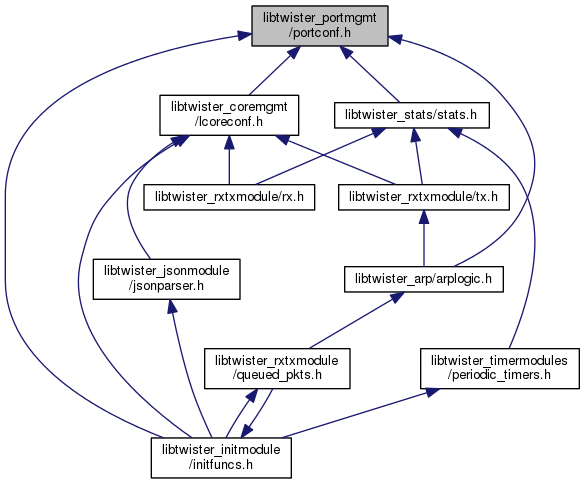 libtwister_portmgmt
/portconf.h
libtwister_coremgmt
/lcoreconf.h
libtwister_stats/stats.h
libtwister_rxtxmodule/rx.h
libtwister_rxtxmodule/tx.h
libtwister_jsonmodule
/jsonparser.h
libtwister_arp/arplogic.h
libtwister_rxtxmodule
/queued_pkts.h
libtwister_timermodules
/periodic_timers.h
libtwister_initmodule
/initfuncs.h